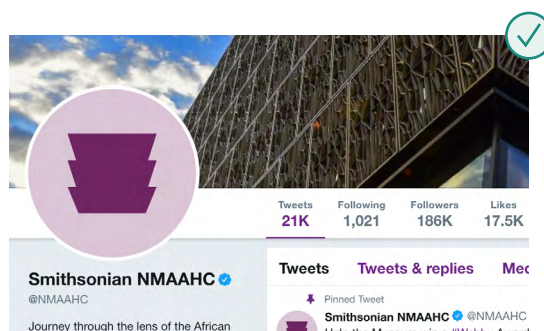 Tweets Following Followers Likes
21K 1,021 186K 17.5K
Smithsonian NMAAHC
@NMAAHC
Journey through the lens of the African
Tweets Tweets & replies
Pinned Tweet
Smithsonian NMAAHC @NMAAHC